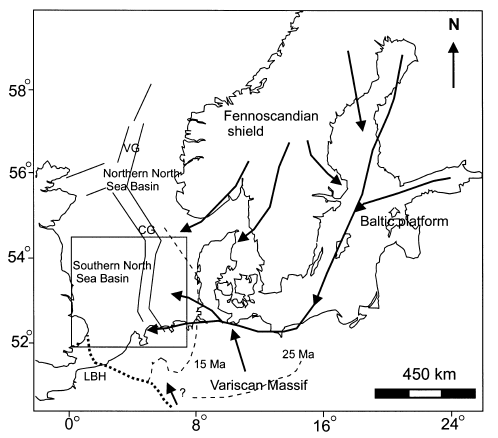 N
58°
Fennoscandian
shield
VG
Northern North
Sea Basin
56°
Baltic platform
CG
54°
Southern North
Sea Basin
52°
15 Ma
25 Ma
LBH
Variscan Massif
?
450 km
0°
8°
16°
24°